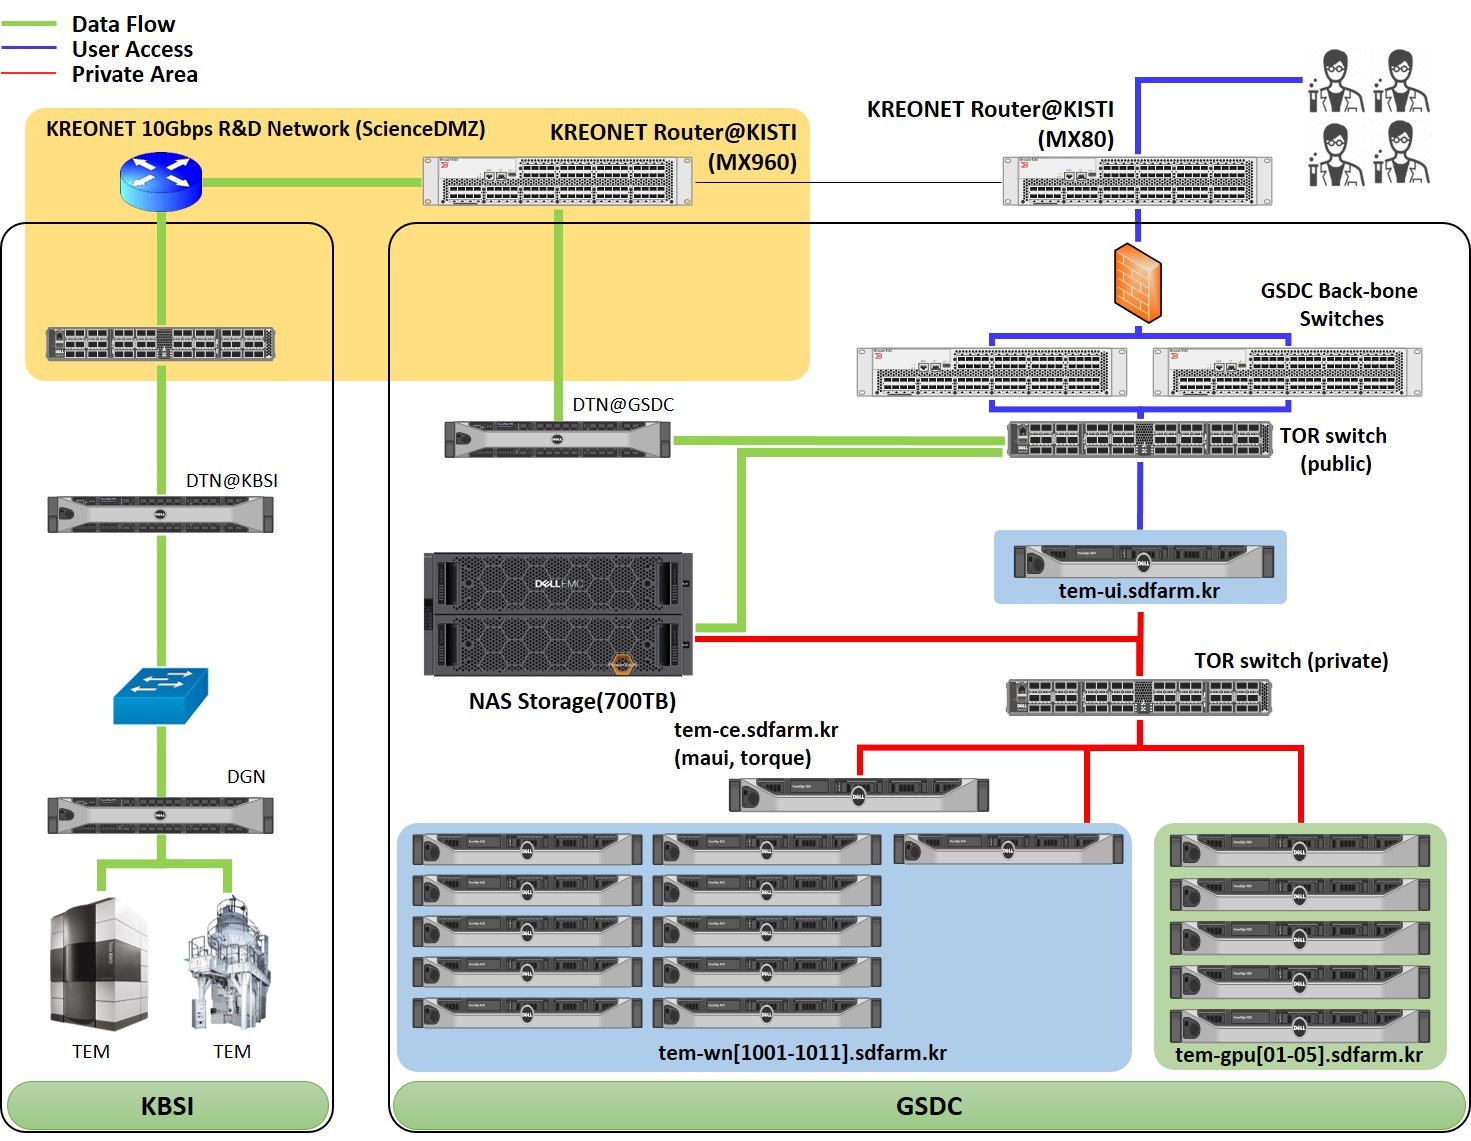 Data Flow
User Access
Private Area
KREONET 10Gbps R&D Network (ScienceDMZ)
KREONET Router@KISTI
(MX960)
KREONET Router@KISTI
(MX80)
GSDC Back-bone
Switches
DTN@GSDC
TOR switch
(public)
DTN@KBSI
DELLEMC
tem-ui.sdfarm.kr
TOR switch (private)
NAS Storage(700TB)
tem-ce.sdfarm.kr
(maui, torque)
DGN
TEM
TEM
tem-wn[1001-1011].sdfarm.kr
tem-gpu[01-05].sdfarm.kr
KBSI
GSDC